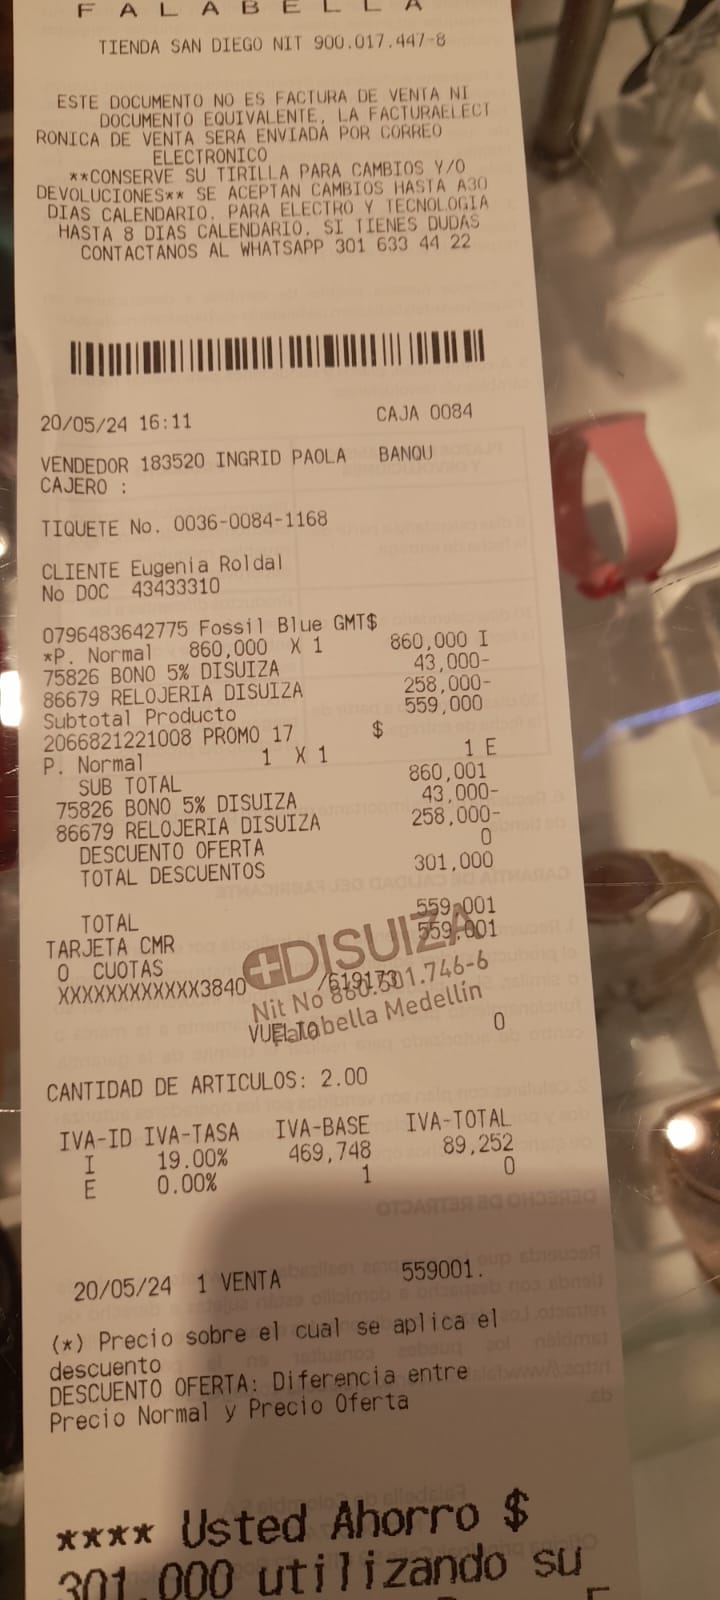 FALABELLA
TIENDA SAN DIEGO NIT 900.017.447-8
ESTE DOCUMENTO NO ES FACTURA DE VENTA NI
DOCUMENTO EQUIVALENTE, LA FACTURAELECT
RONICA DE VENTA SERA ENVIADA POR CORREO
ELECTRONICO
**CONSERVE SU TIRILLA PARA CAMBIOS Y/O
DEVOLUCIONES** SE ACEPTAN CAMBIOS HASTA A30
DIAS CALENDARIO. PARA ELECTRO Y TECNOLOGIA
HASTA 8 DIAS CALENDARIO. SI TIENES DUDAS
CONTACTANOS AL WHATSAPP 301 633 44 22
20/05/24 16:11 CAJA 0084
VENDEDOR 183520 INGRID PAOLA BANQU
CAJERO :
TIQUETE No. 0036-0084-1168
CLIENTE Eugenia Roldal
No DOC 43433310
0796483642775 Fossil Blue GMT$
*P. Normal 860,000 X 1 860,000 I
75826 BONO 5% DISUIZA 43,000-
86679 RELOJERIA DISUIZA 258,000-
Subtotal Producto 559,000
2066821221008 PROMO 17 $
P. Normal 1 X 1 1 E
SUB TOTAL 860,001
75826 BONO 5% DISUIZA 43,000-
86679 RELOJERIA DISUIZA 258,000-
DESCUENTO OFERTA 0
TOTAL DESCUENTOS 301,000
TOTAL 559,001
TARJETA CMR 559,001
0 CUOTAS
XXXXXXXXXXXX3840 /619173
DISUIZA
Nit No 860.501.746-6
Falabella Medellín
VUELTO 0
CANTIDAD DE ARTICULOS: 2.00
IVA-ID IVA-TASA IVA-BASE IVA-TOTAL
I 19.00% 469,748 89,252
E 0.00% 1 0
20/05/24 1 VENTA 559001.
(*) Precio sobre el cual se aplica el
descuento
DESCUENTO OFERTA: Diferencia entre
Precio Normal y Precio Oferta
**** Usted Ahorro $
301,000 utilizando su